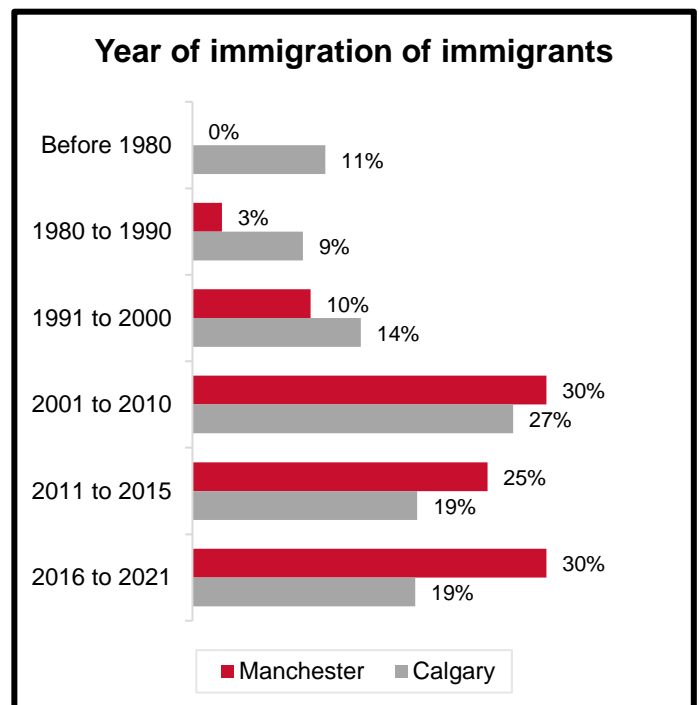 Year of immigration of immigrants
Before 1980
0%
11%
1980 to 1990
3%
9%
1991 to 2000
10%
14%
2001 to 2010
30%
27%
2011 to 2015
25%
19%
2016 to 2021
30%
19%
Manchester Calgary